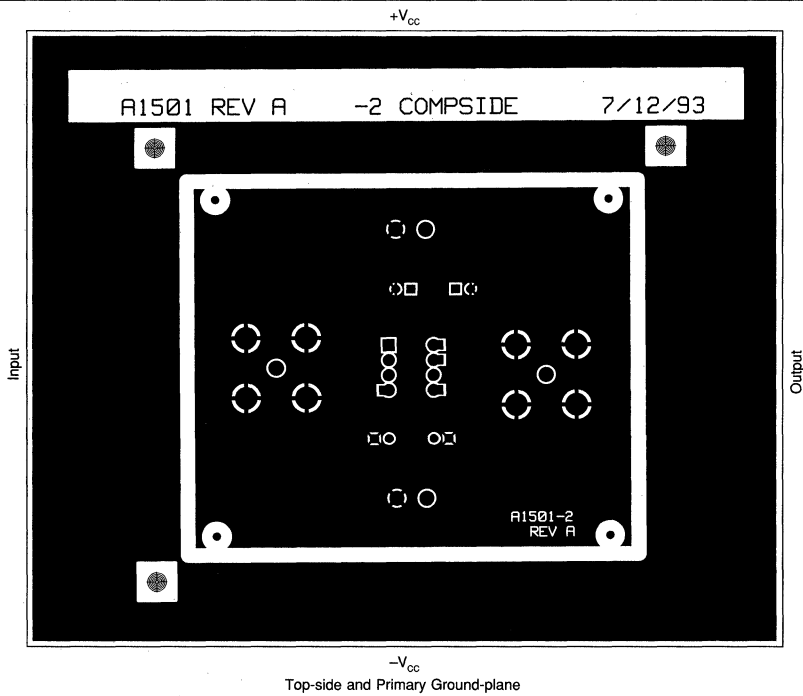 +Vcc
A1501 REV A -2 COMPSIDE 7/12/93
Input
Output
A1501-2
REV A
−Vcc
Top-side and Primary Ground-plane